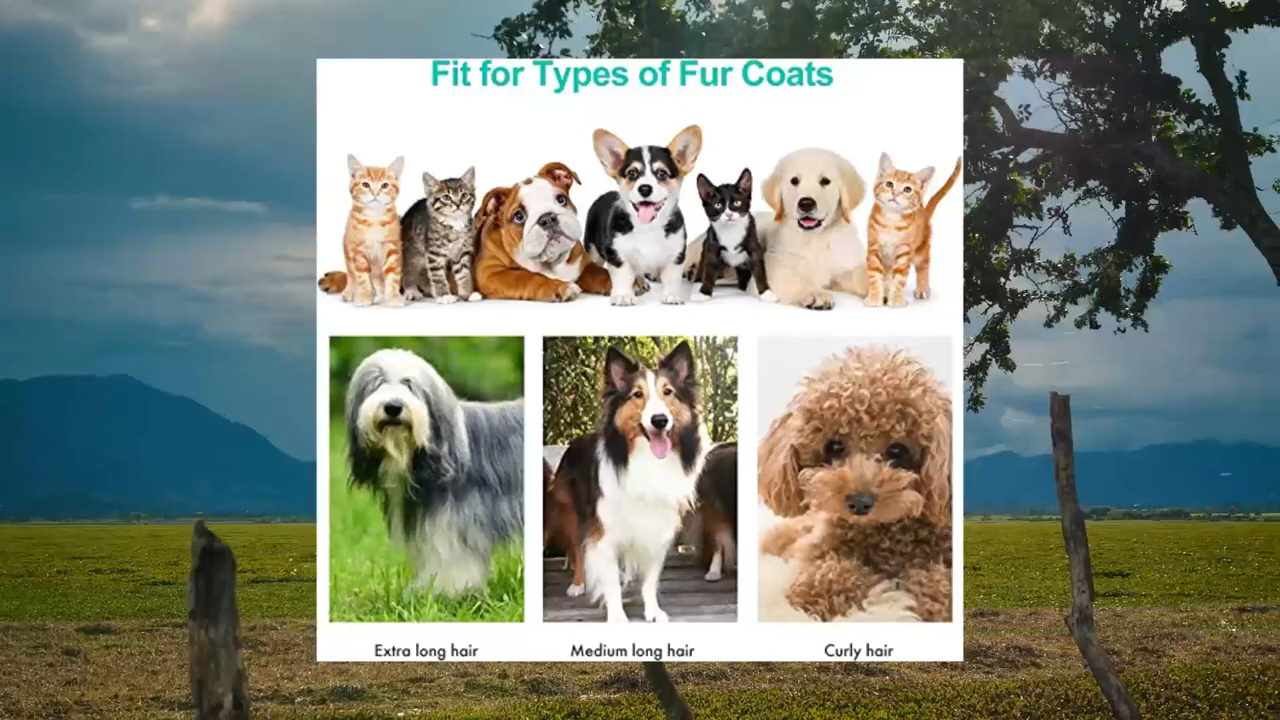 Fit for Types of Fur Coats
Extra long hair
Medium long hair
Curly hair